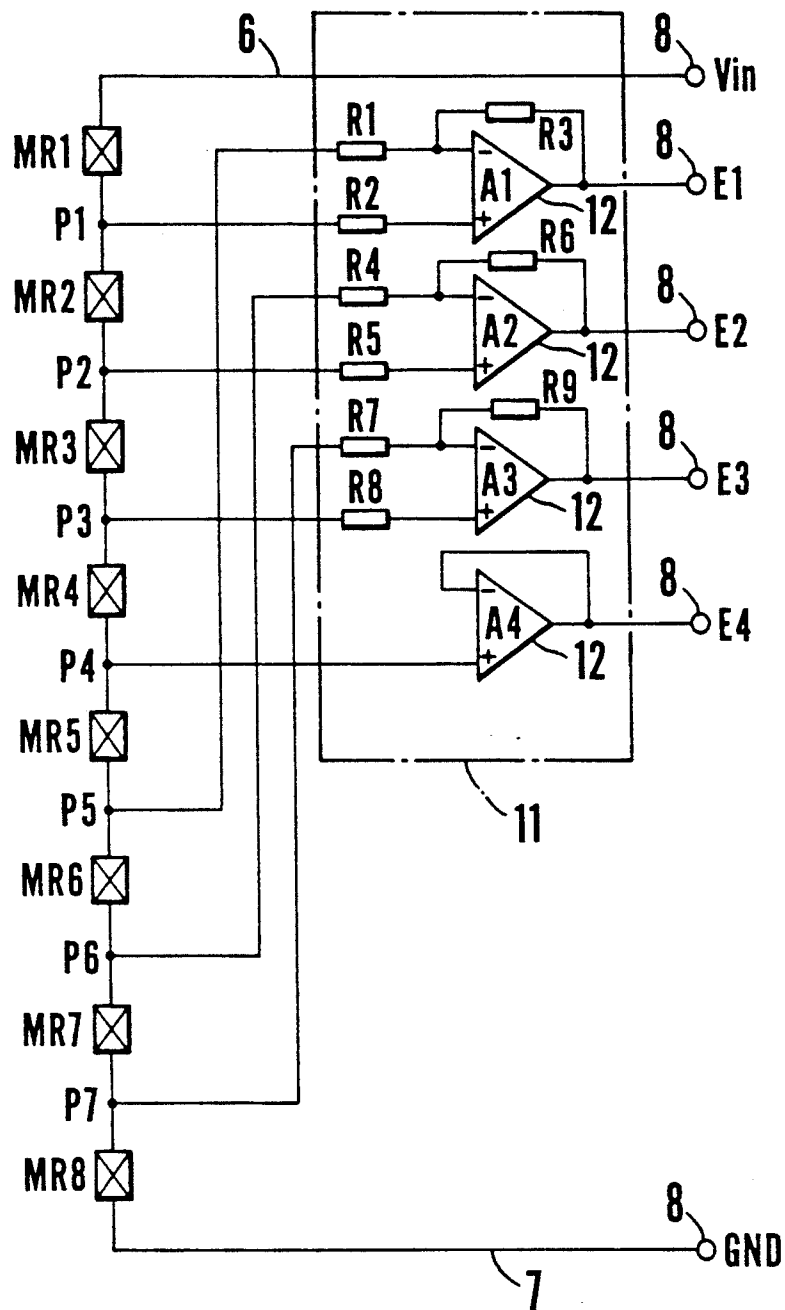 6
8
Vin
MR1
R1
R3
8
A1
E1
P1
R2
12
R6
MR2
R4
8
A2
E2
P2
R5
12
R9
MR3
R7
8
A3
E3
P3
R8
12
MR4
8
A4
E4
P4
12
MR5
P5
11
MR6
P6
MR7
P7
MR8
8
GND
7
-
+
-
+
-
+
-
+